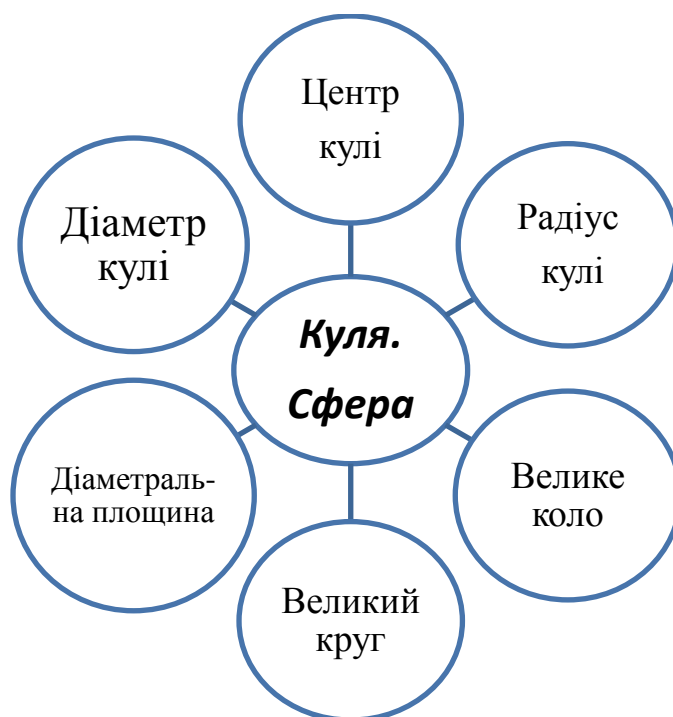 Центр
кулі
Діаметр
кулі
Радіус
кулі
Куля.
Сфера
Діаметраль-
на площина
Велике
коло
Великий
круг